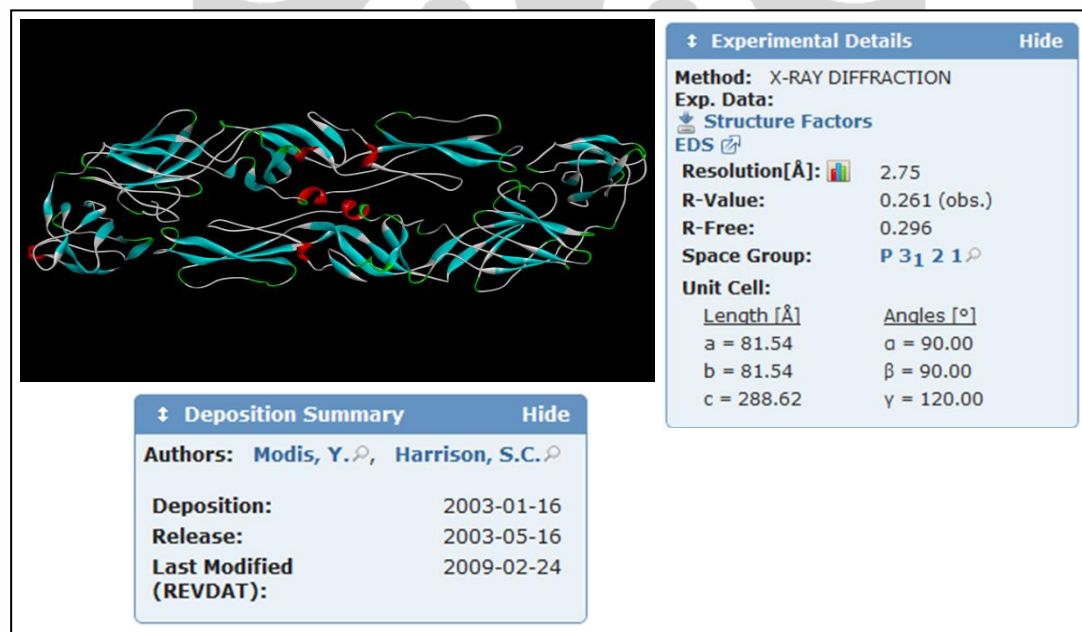 Experimental Details Hide
Method: X-RAY DIFFRACTION
Exp. Data:
Structure Factors
EDS
Resolution[Å]: 2.75
R-Value: 0.261 (obs.)
R-Free: 0.296
Space Group: P 3₁ 2 1
Unit Cell:
Length [Å] Angles [°]
a = 81.54 α = 90.00
b = 81.54 β = 90.00
c = 288.62 γ = 120.00
Deposition Summary Hide
Authors: Modis, Y., Harrison, S.C.
Deposition: 2003-01-16
Release: 2003-05-16
Last Modified 2009-02-24
(REVDAT):